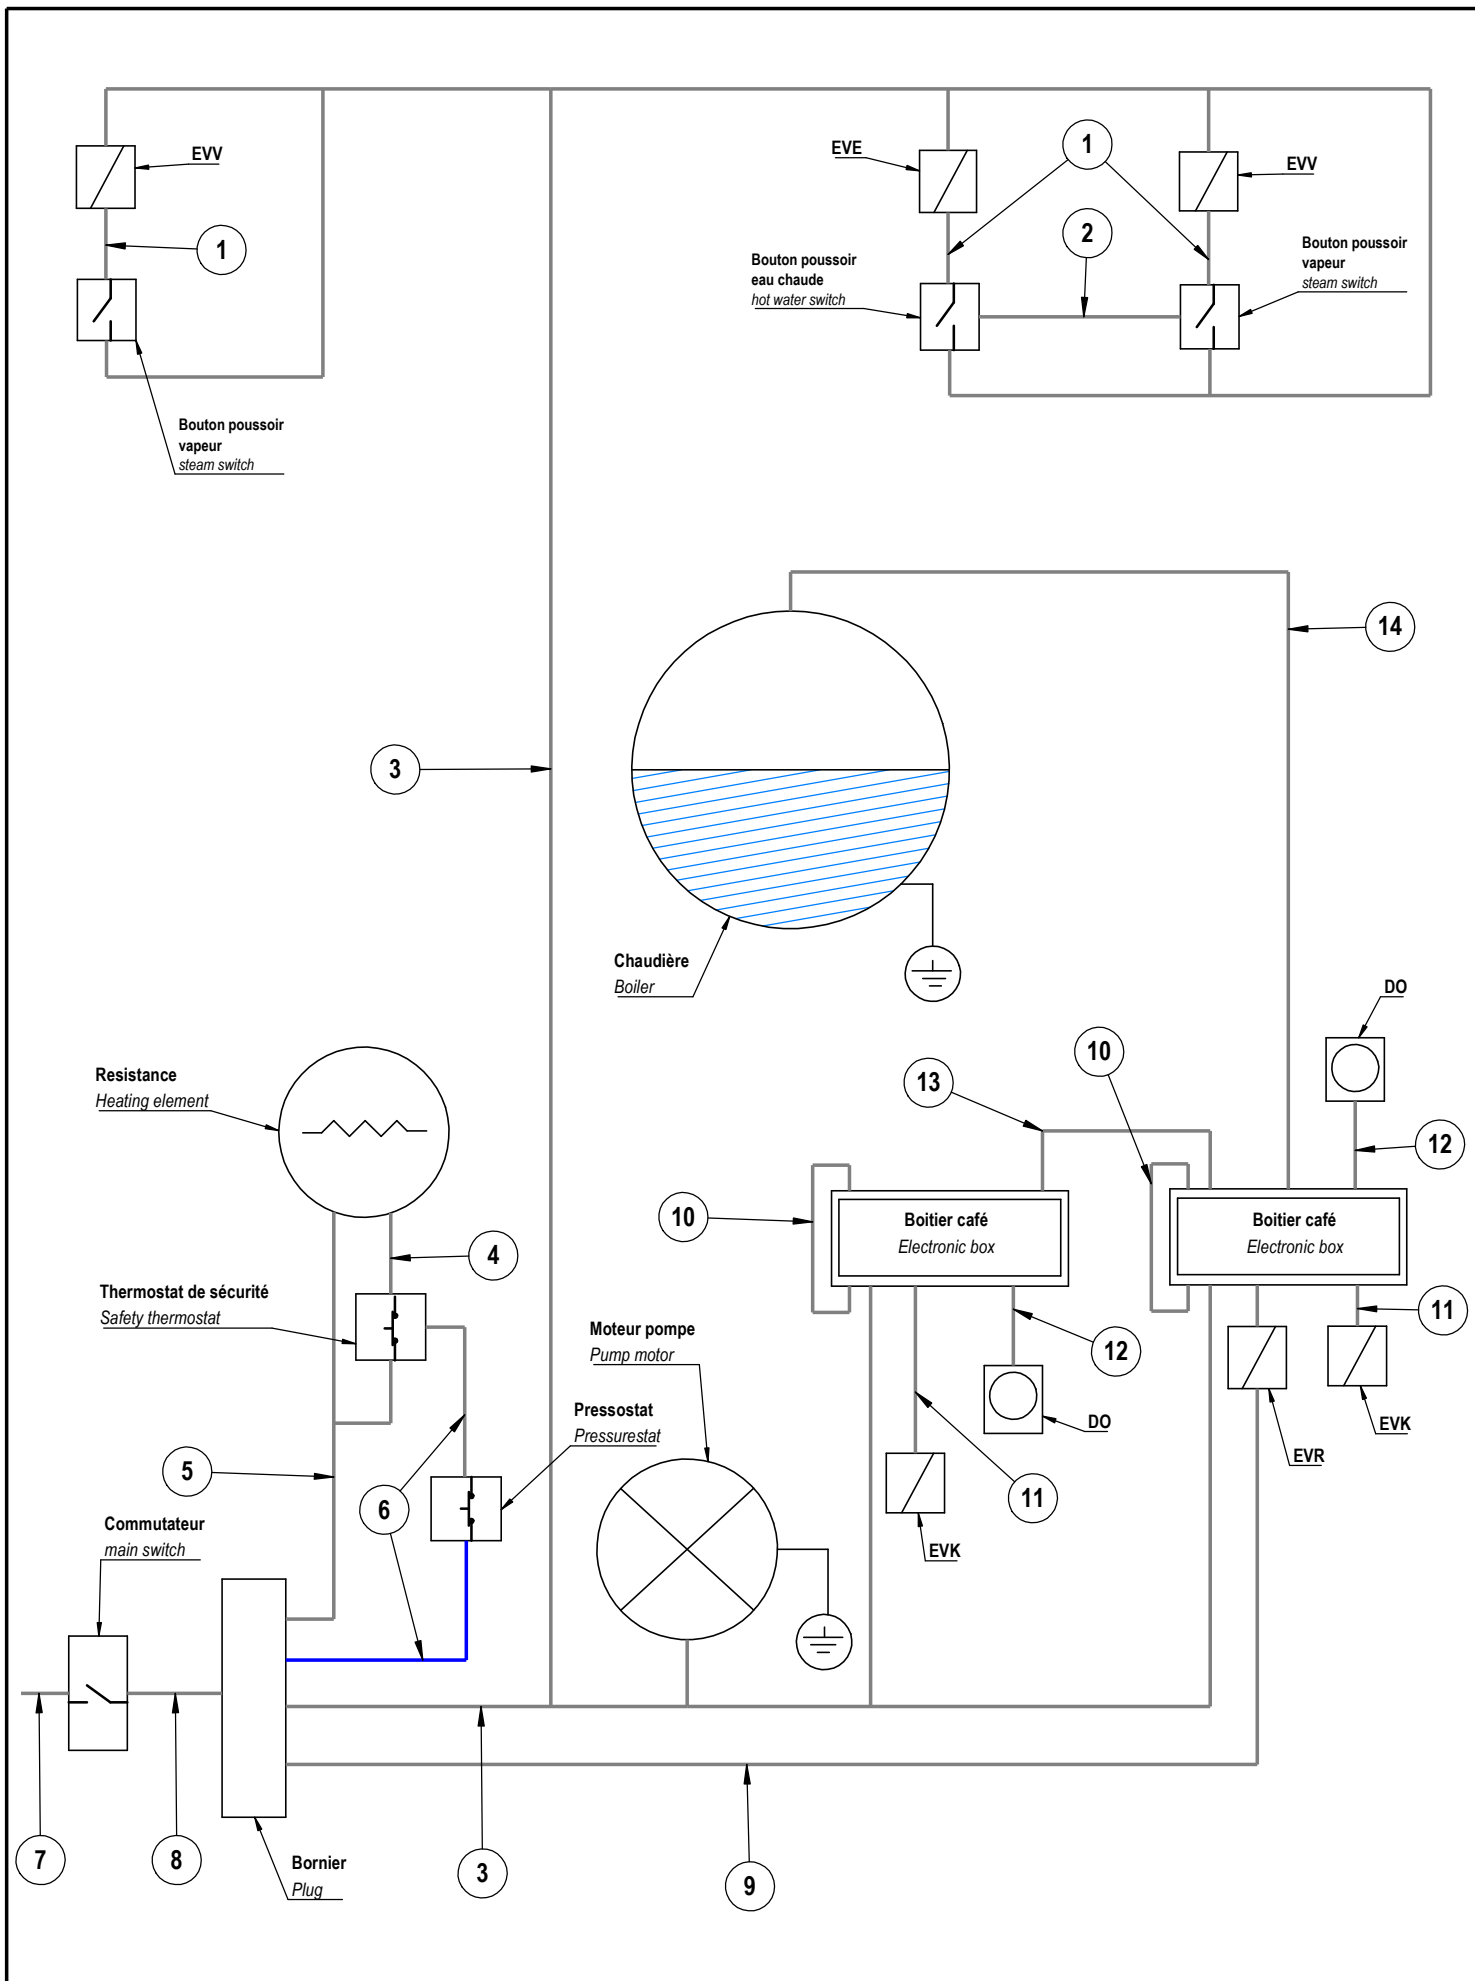 EVV
1
Bouton poussoir
vapeur
steam switch
EVE
1
EVV
2
Bouton poussoir
eau chaude
hot water switch
Bouton poussoir
vapeur
steam switch
14
3
Chaudière
Boiler
DO
Resistance
Heating element
13
10
12
10
Boitier café
Electronic box
Boitier café
Electronic box
4
Thermostat de sécurité
Safety thermostat
11
Moteur pompe
Pump motor
12
Pressostat
Pressurestat
DO
EVK
EVR
5
6
11
Commutateur
main switch
EVK
7
8
Bornier
Plug
3
9